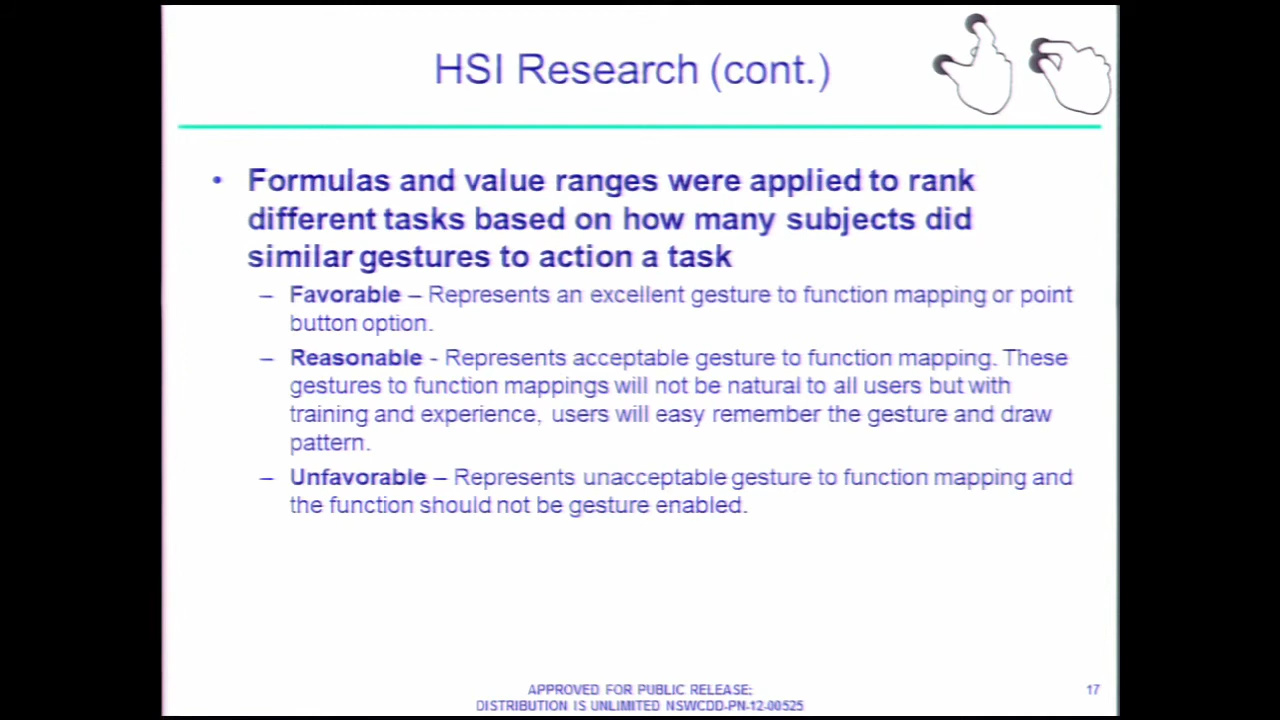 HSI Research (cont.)
• Formulas and value ranges were applied to rank
different tasks based on how many subjects did
similar gestures to action a task
– Favorable – Represents an excellent gesture to function mapping or point
button option.
– Reasonable - Represents acceptable gesture to function mapping. These
gestures to function mappings will not be natural to all users but with
training and experience, users will easy remember the gesture and draw
pattern.
– Unfavorable – Represents unacceptable gesture to function mapping and
the function should not be gesture enabled.
APPROVED FOR PUBLIC RELEASE;
DISTRIBUTION IS UNLIMITED NSWCDD-PN-12-00525
17